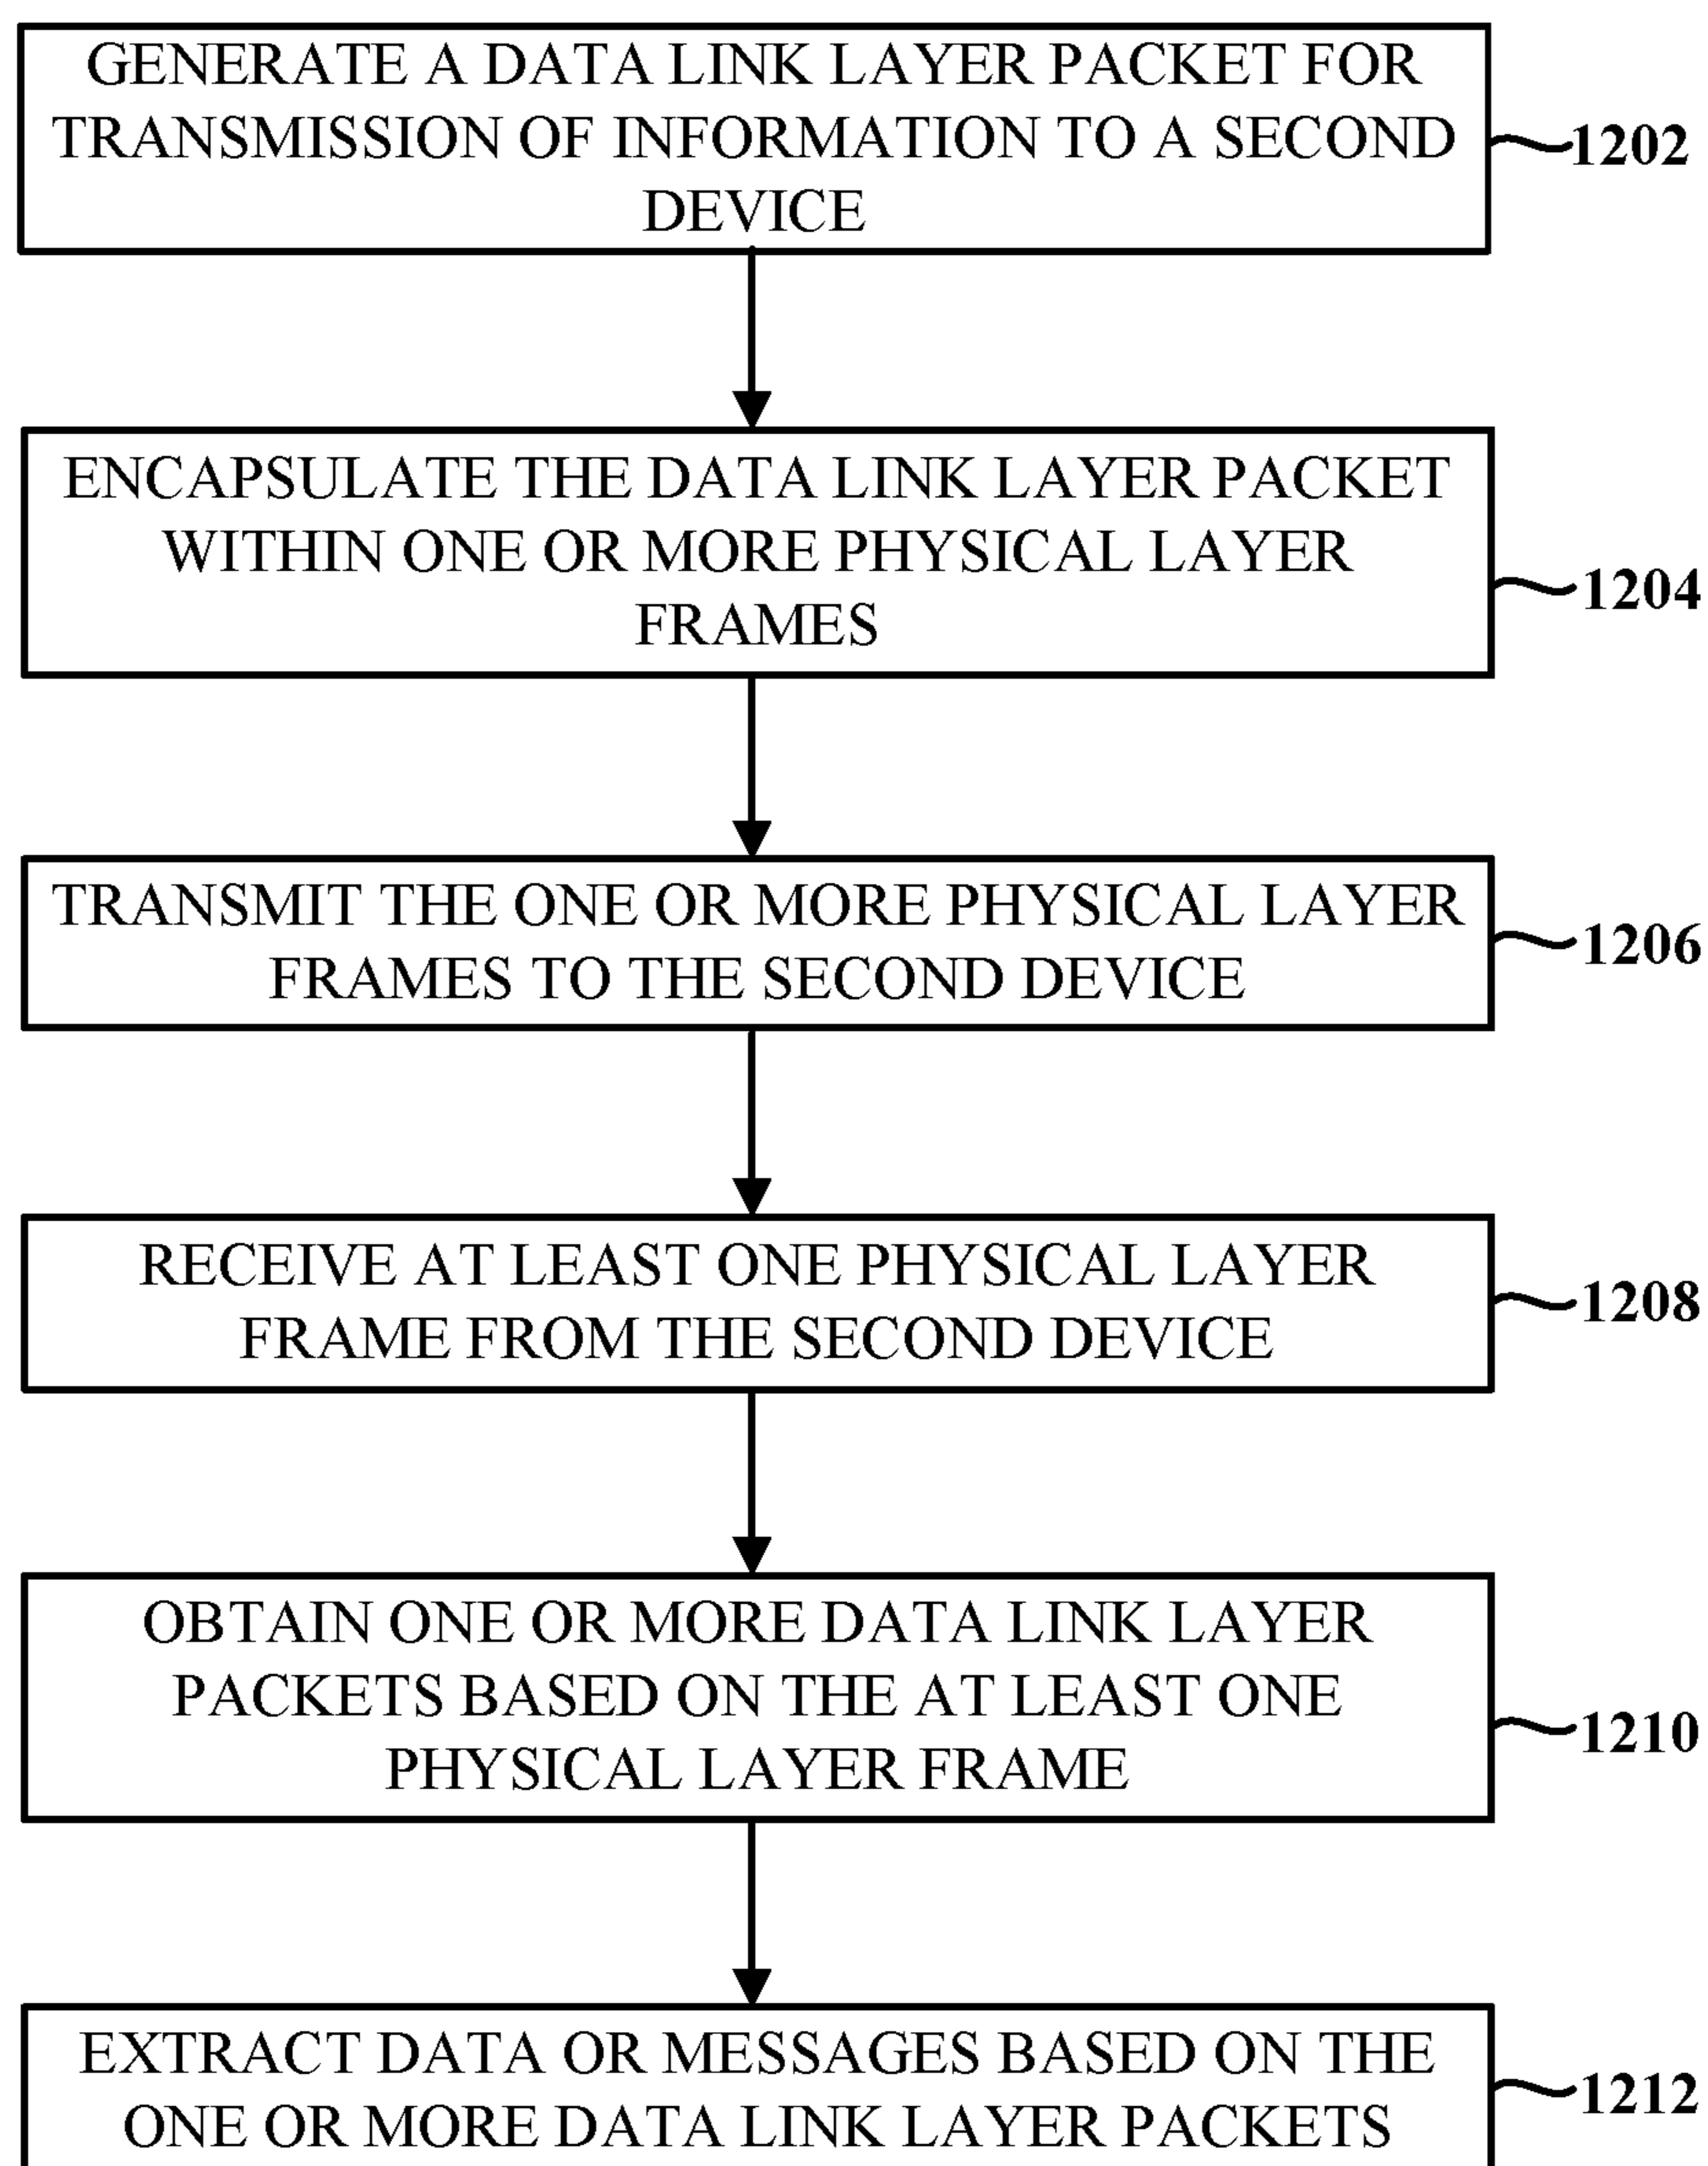 GENERATE A DATA LINK LAYER PACKET FOR
TRANSMISSION OF INFORMATION TO A SECOND
DEVICE
1202
ENCAPSULATE THE DATA LINK LAYER PACKET
WITHIN ONE OR MORE PHYSICAL LAYER
FRAMES
1204
TRANSMIT THE ONE OR MORE PHYSICAL LAYER
FRAMES TO THE SECOND DEVICE
1206
RECEIVE AT LEAST ONE PHYSICAL LAYER
FRAME FROM THE SECOND DEVICE
1208
OBTAIN ONE OR MORE DATA LINK LAYER
PACKETS BASED ON THE AT LEAST ONE
PHYSICAL LAYER FRAME
1210
EXTRACT DATA OR MESSAGES BASED ON THE
ONE OR MORE DATA LINK LAYER PACKETS
1212